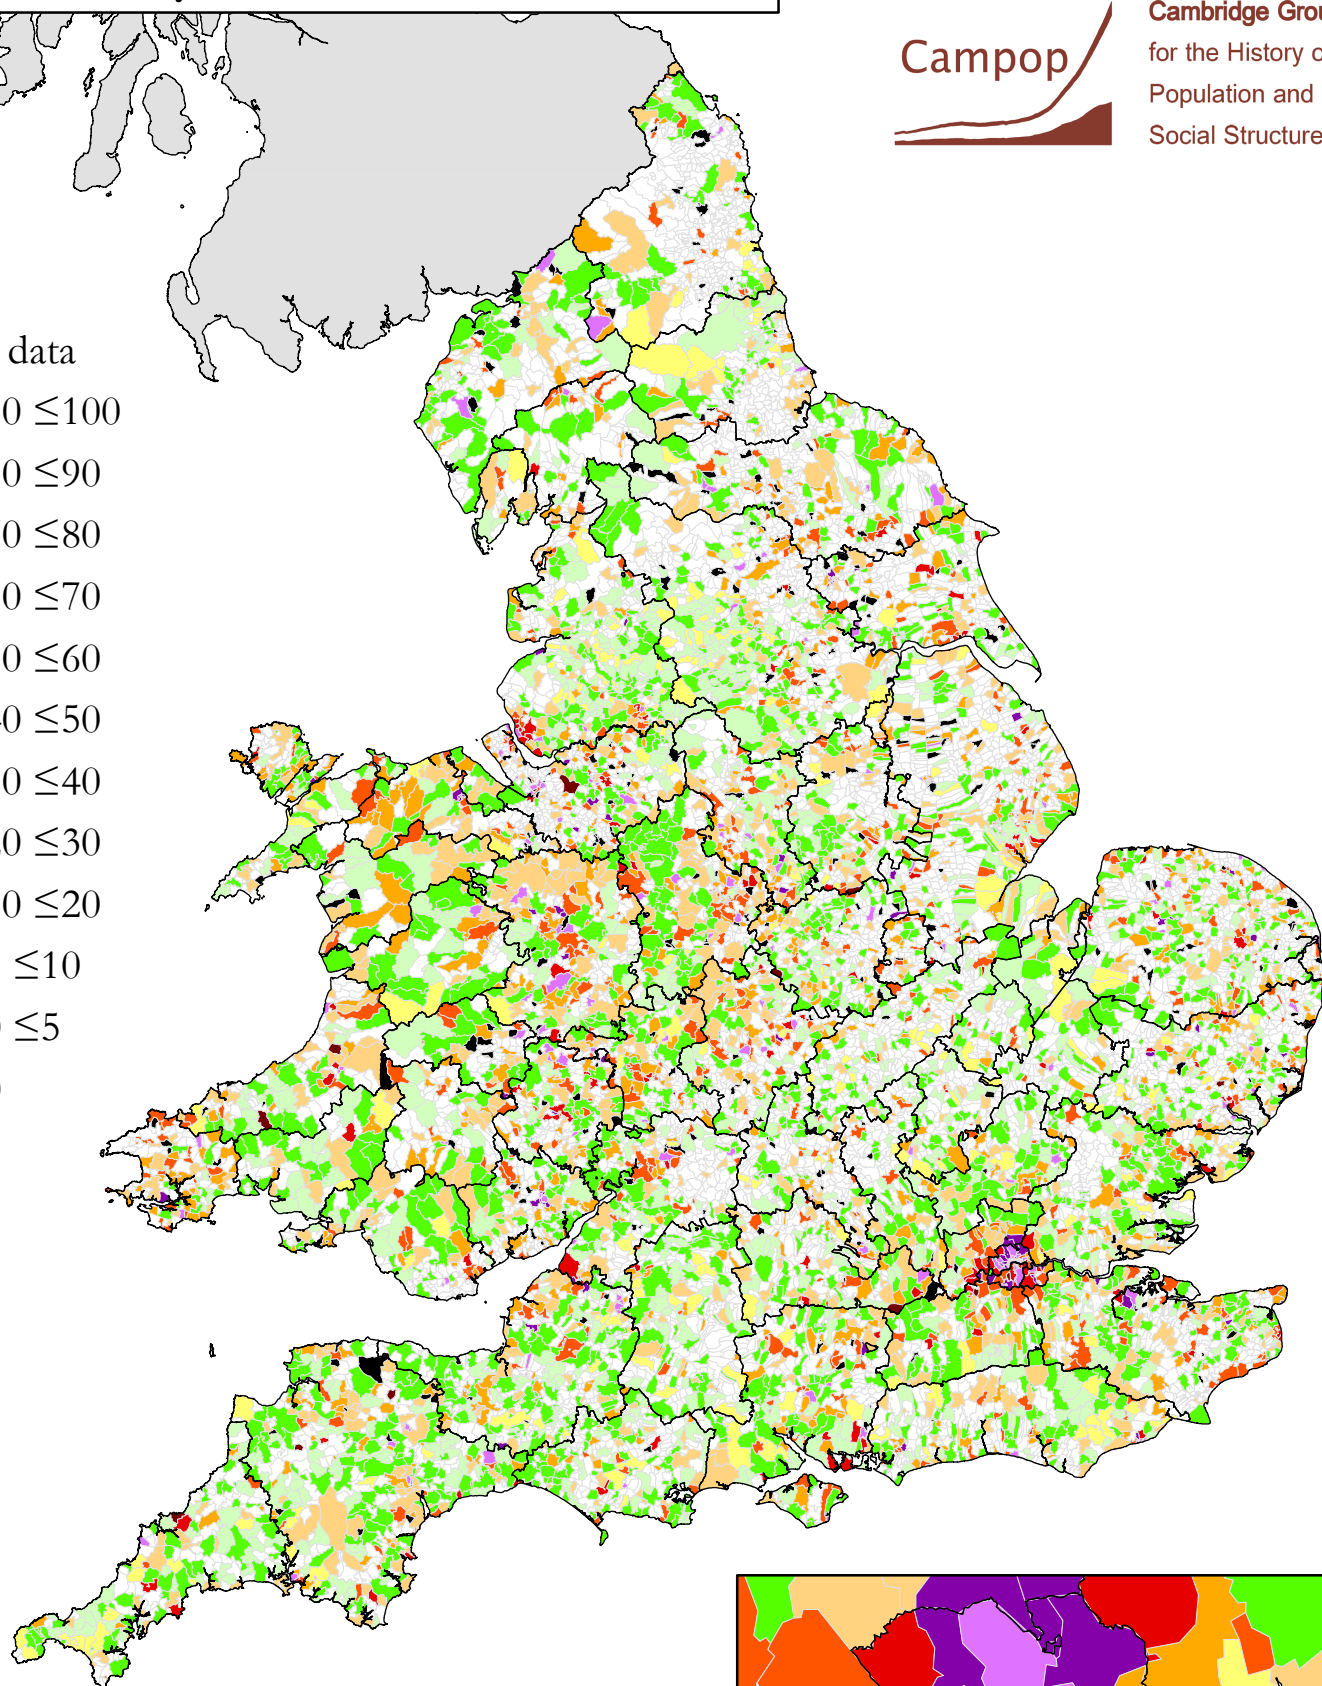 Campop
Cambridge Grou
for the History o
Population and
Social Structure
data
0 ≤100
0 ≤90
0 ≤80
0 ≤70
0 ≤60
0 ≤50
0 ≤40
0 ≤30
0 ≤20
≤10
≤5